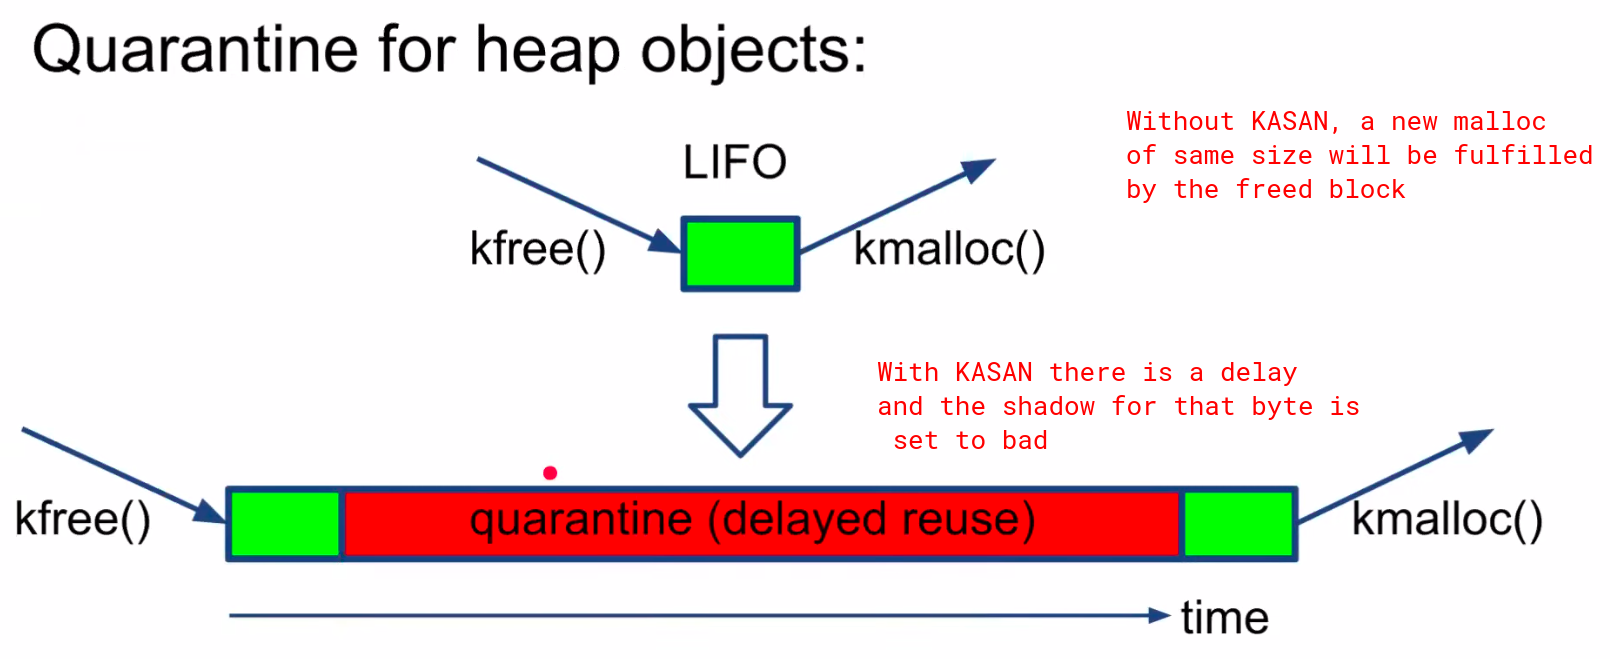 Quarantine for heap objects:
Without KASAN, a new malloc
of same size will be fulfilled
by the freed block
LIFO
kfree()
kmalloc()
With KASAN there is a delay
and the shadow for that byte is
set to bad
kfree()
quarantine (delayed reuse)
kmalloc()
time